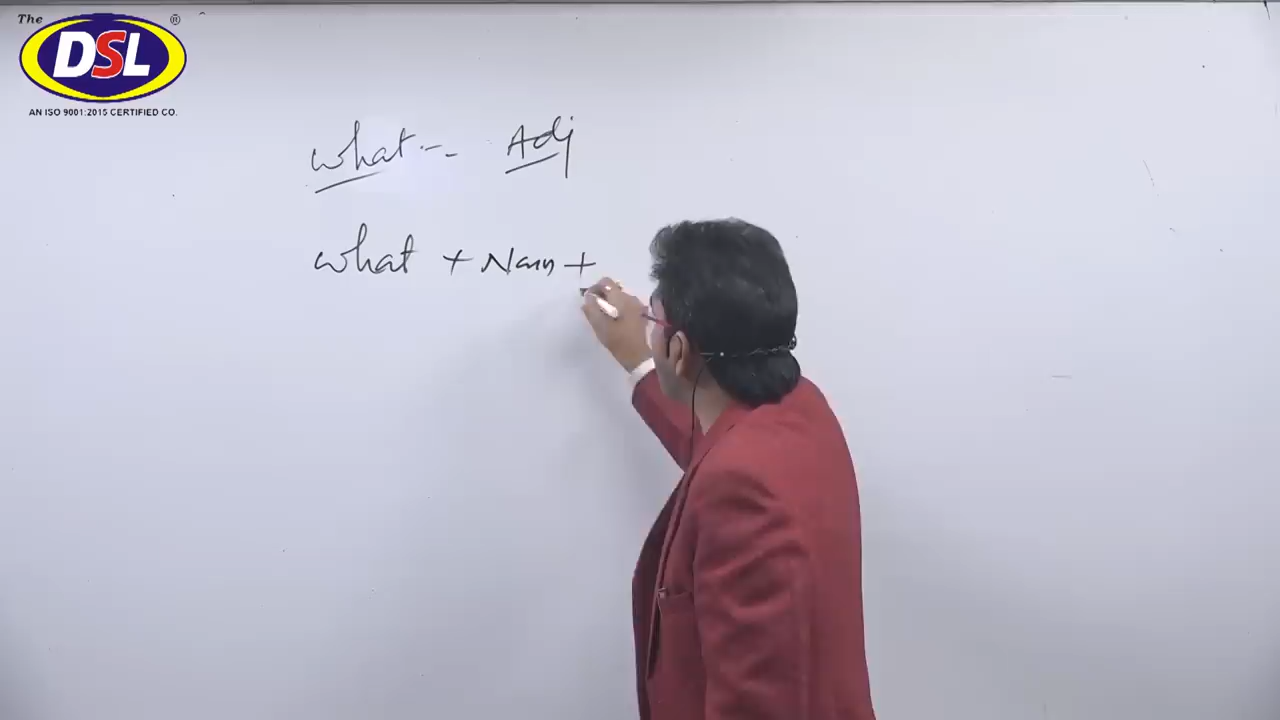 The ®
DSL
AN ISO 9001:2015 CERTIFIED CO.
what -- Adj
what + Noun +